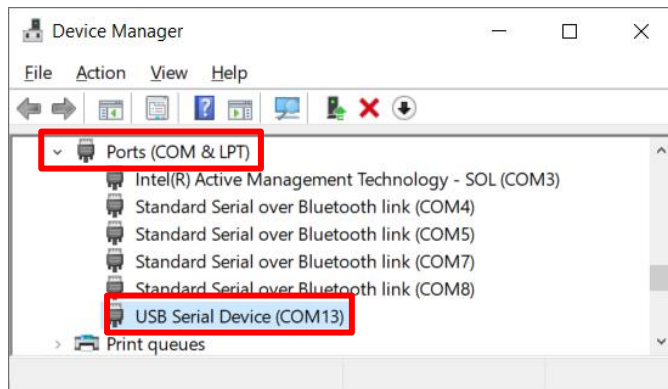 Device Manager
File Action View Help
Ports (COM & LPT)
Intel(R) Active Management Technology - SOL (COM3)
Standard Serial over Bluetooth link (COM4)
Standard Serial over Bluetooth link (COM5)
Standard Serial over Bluetooth link (COM7)
Standard Serial over Bluetooth link (COM8)
USB Serial Device (COM13)
Print queues